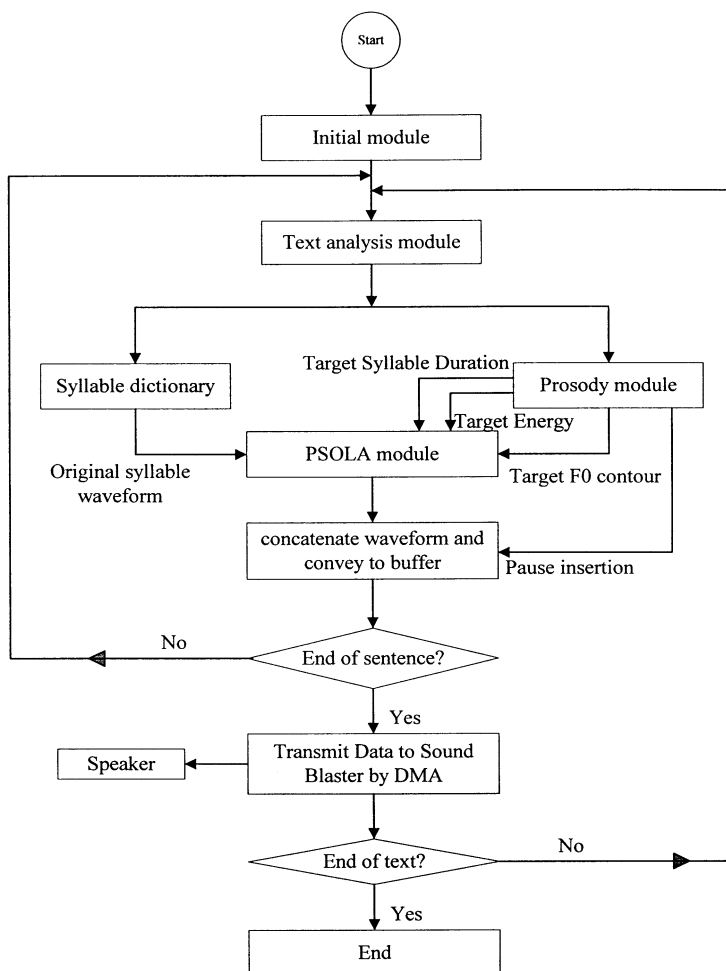 Start
Initial module
Text analysis module
Target Syllable Duration
Syllable dictionary
Prosody module
Target Energy
PSOLA module
Original syllable
waveform
Target F0 contour
concatenate waveform and
convey to buffer
Pause insertion
No
End of sentence?
Yes
Transmit Data to Sound
Blaster by DMA
Speaker
End of text?
No
Yes
End